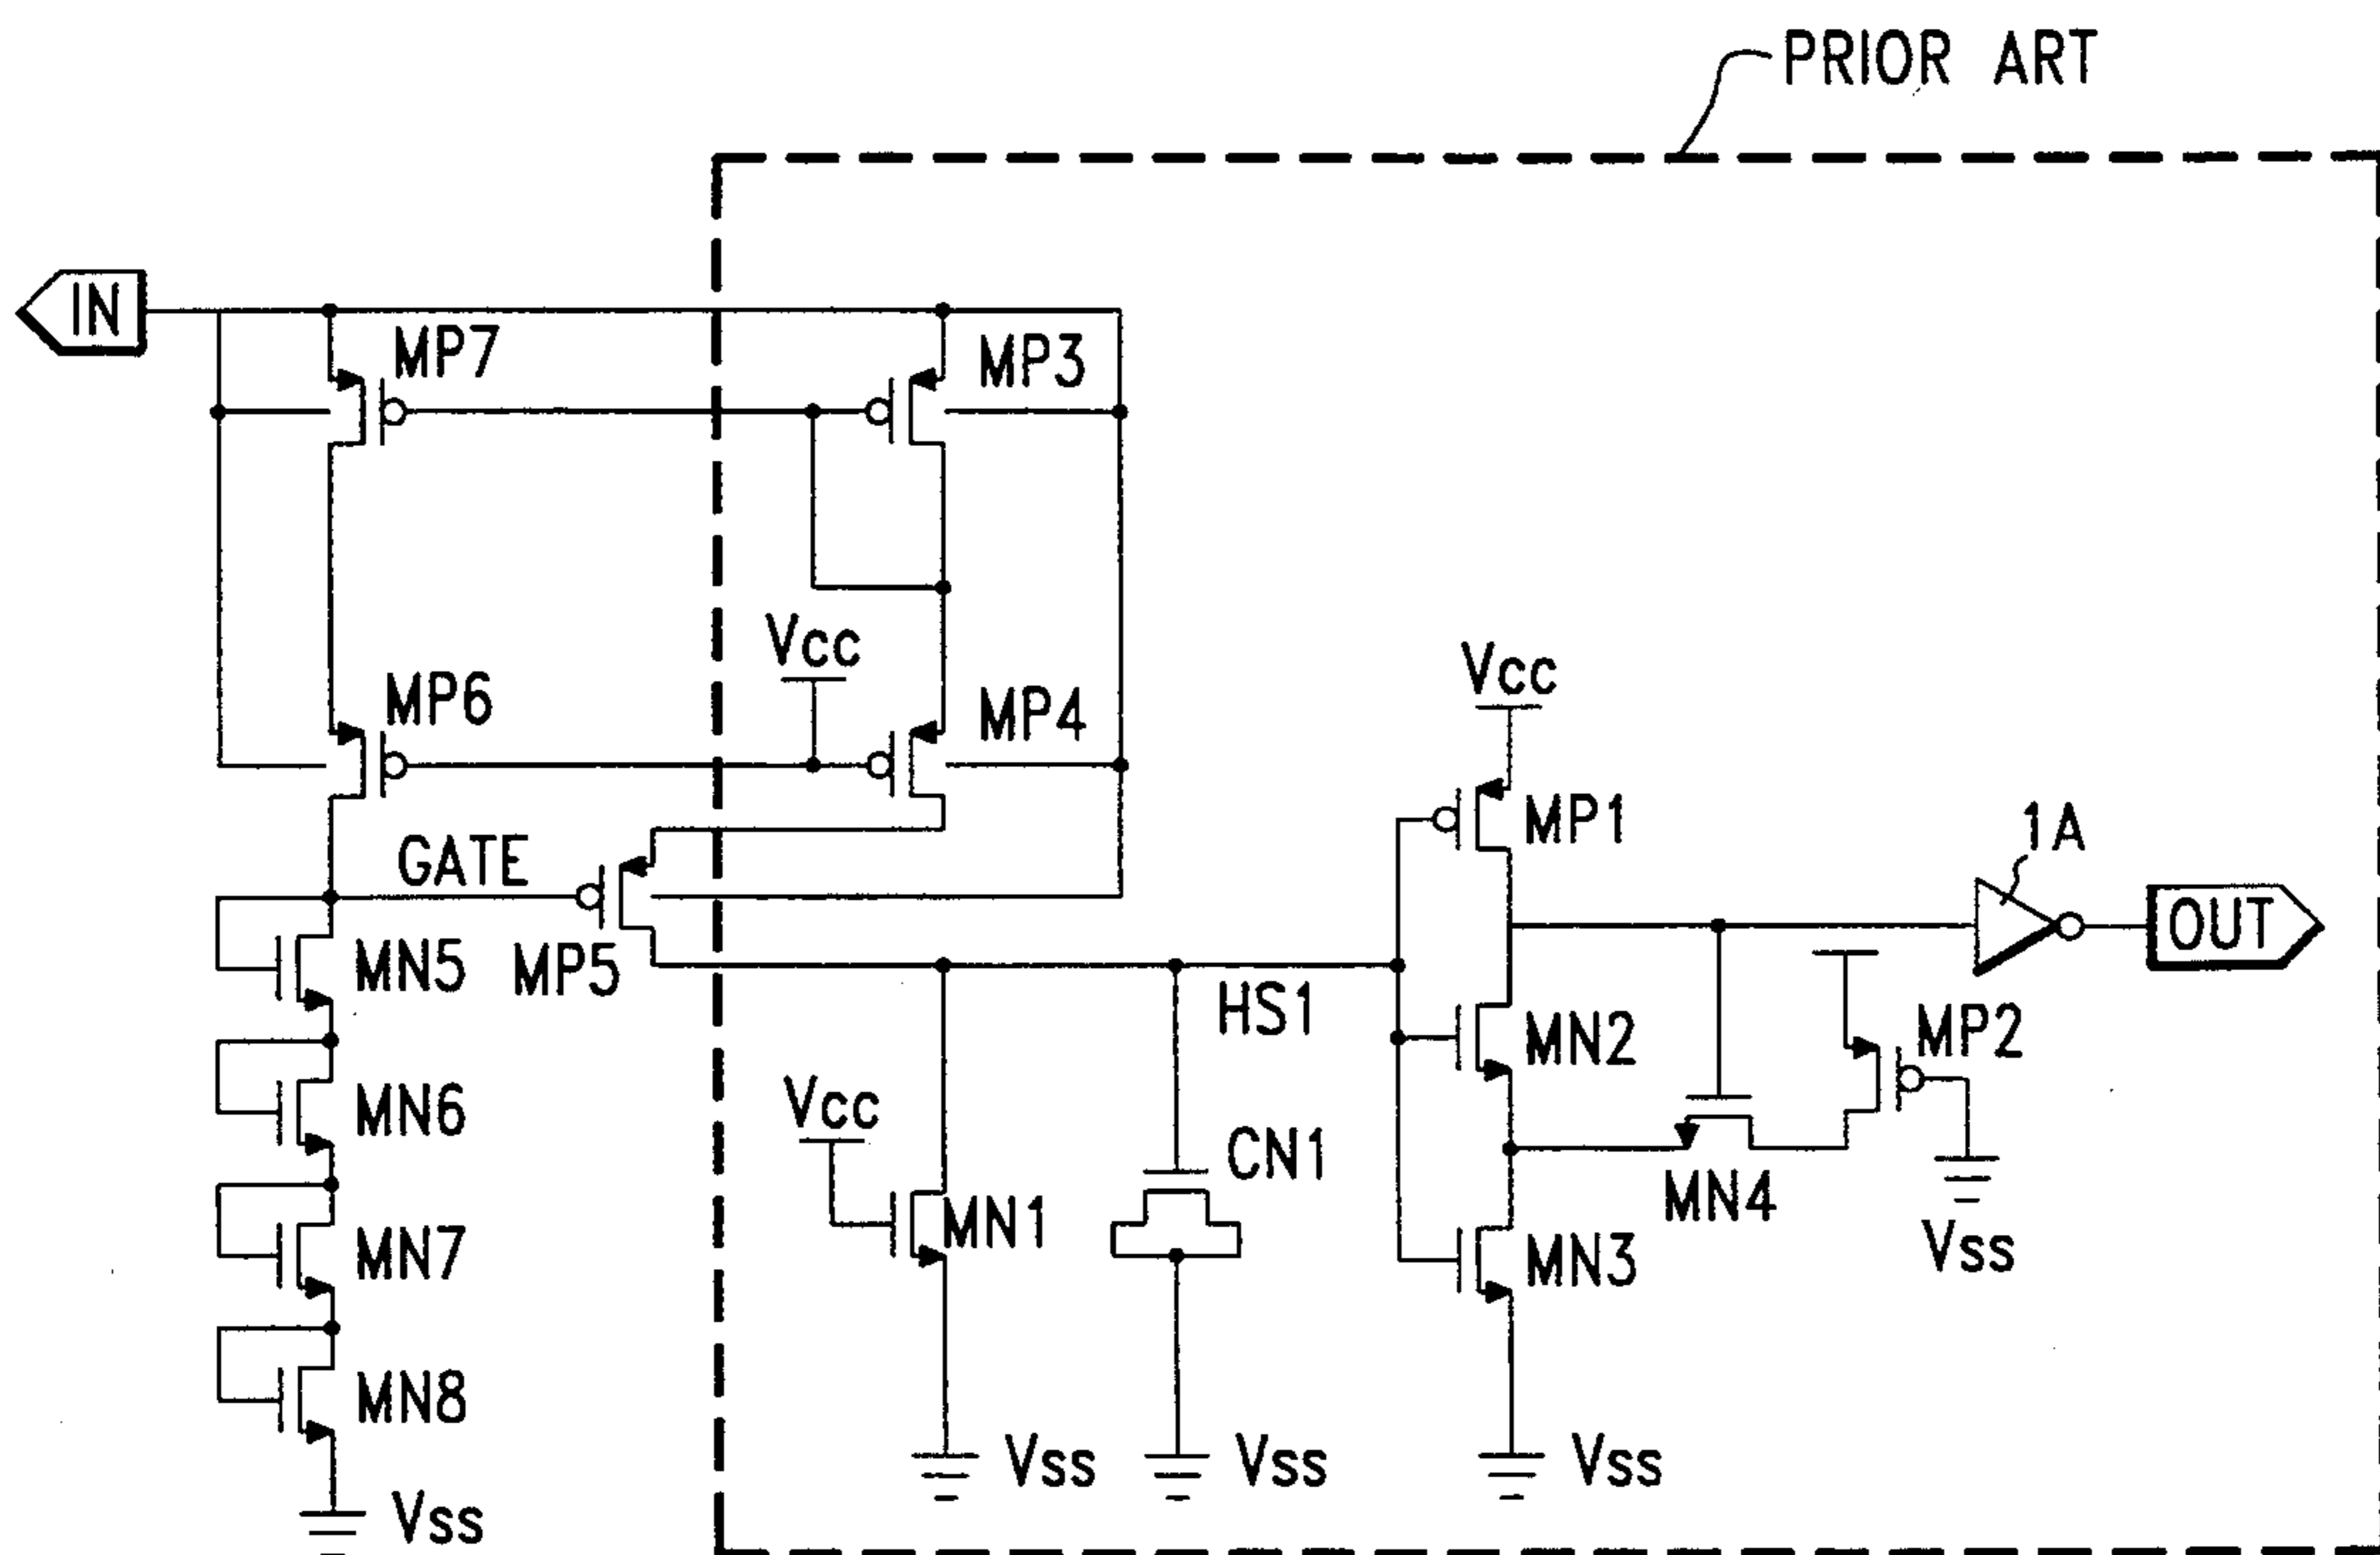 PRIOR ART
IN
MP7
MP3
Vcc
Vcc
MP6
MP4
MP1
1A
GATE
OUT
MN5
MP5
HS1
MN2
MP2
Vcc
MN6
CN1
MN4
MN1
MN7
MN3
Vss
MN8
Vss
Vss
Vss
Vss